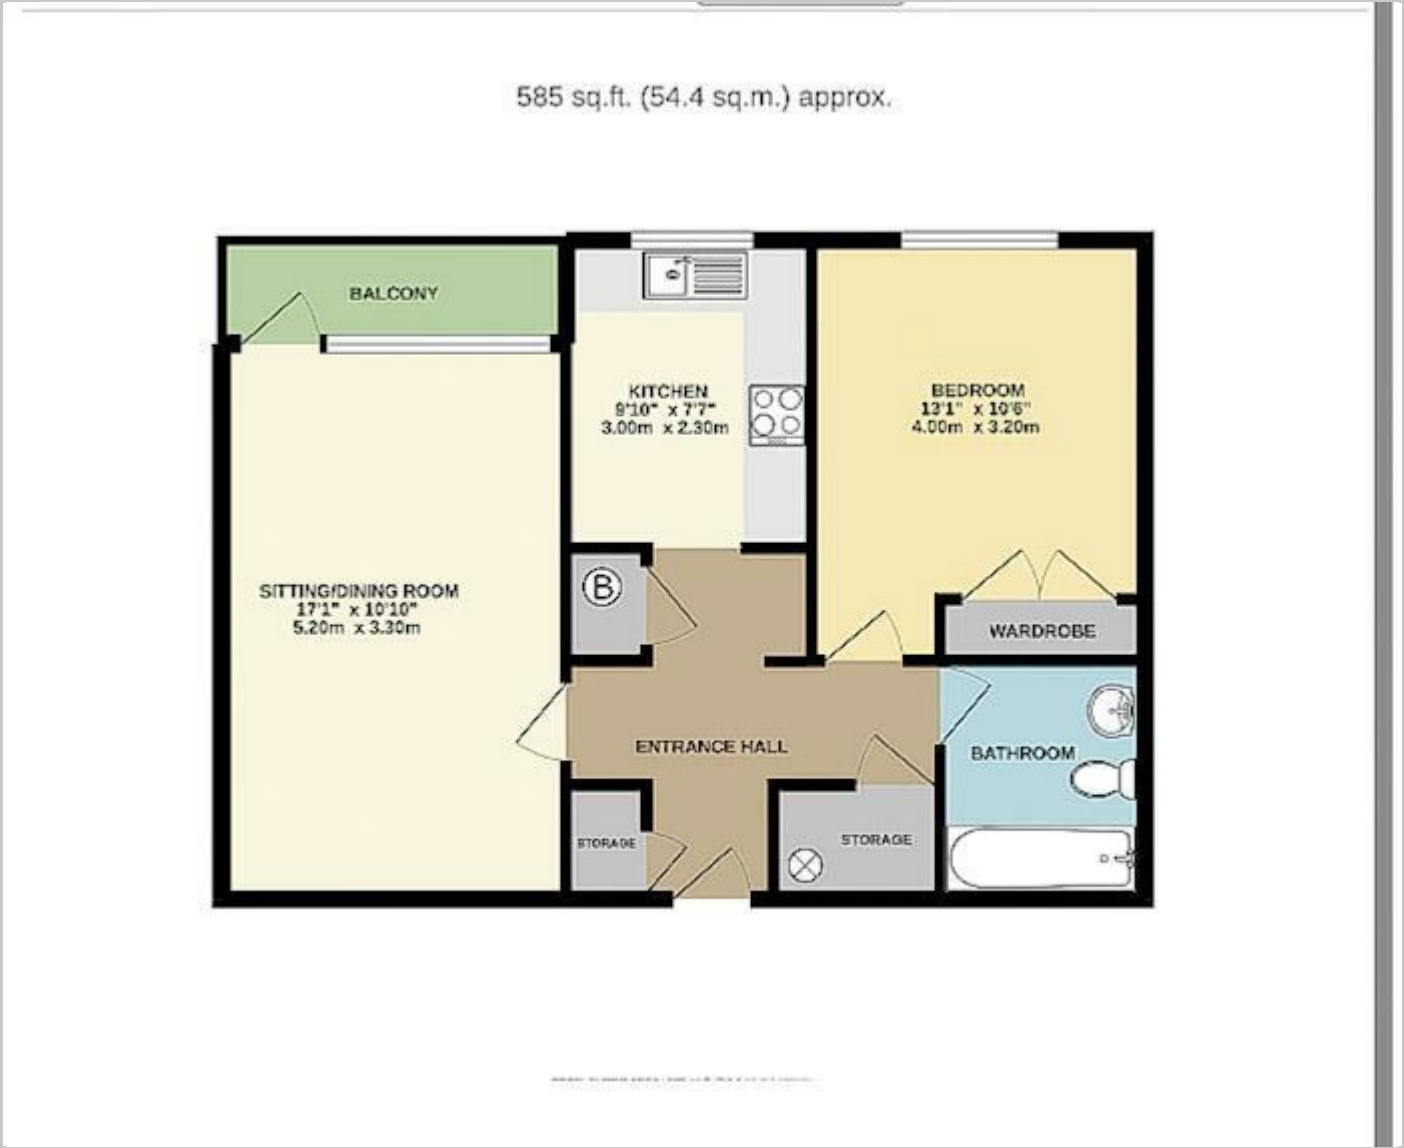 585 sq.ft. (54.4 sq.m.) approx.
BALCONY
KITCHEN
9'10" x 7'7"
3.00m x 2.30m
BEDROOM
13'1" x 10'6"
4.00m x 3.20m
B
SITTING/DINING ROOM
17'1" x 10'10"
5.20m x 3.30m
WARDROBE
ENTRANCE HALL
BATHROOM
STORAGE
STORAGE